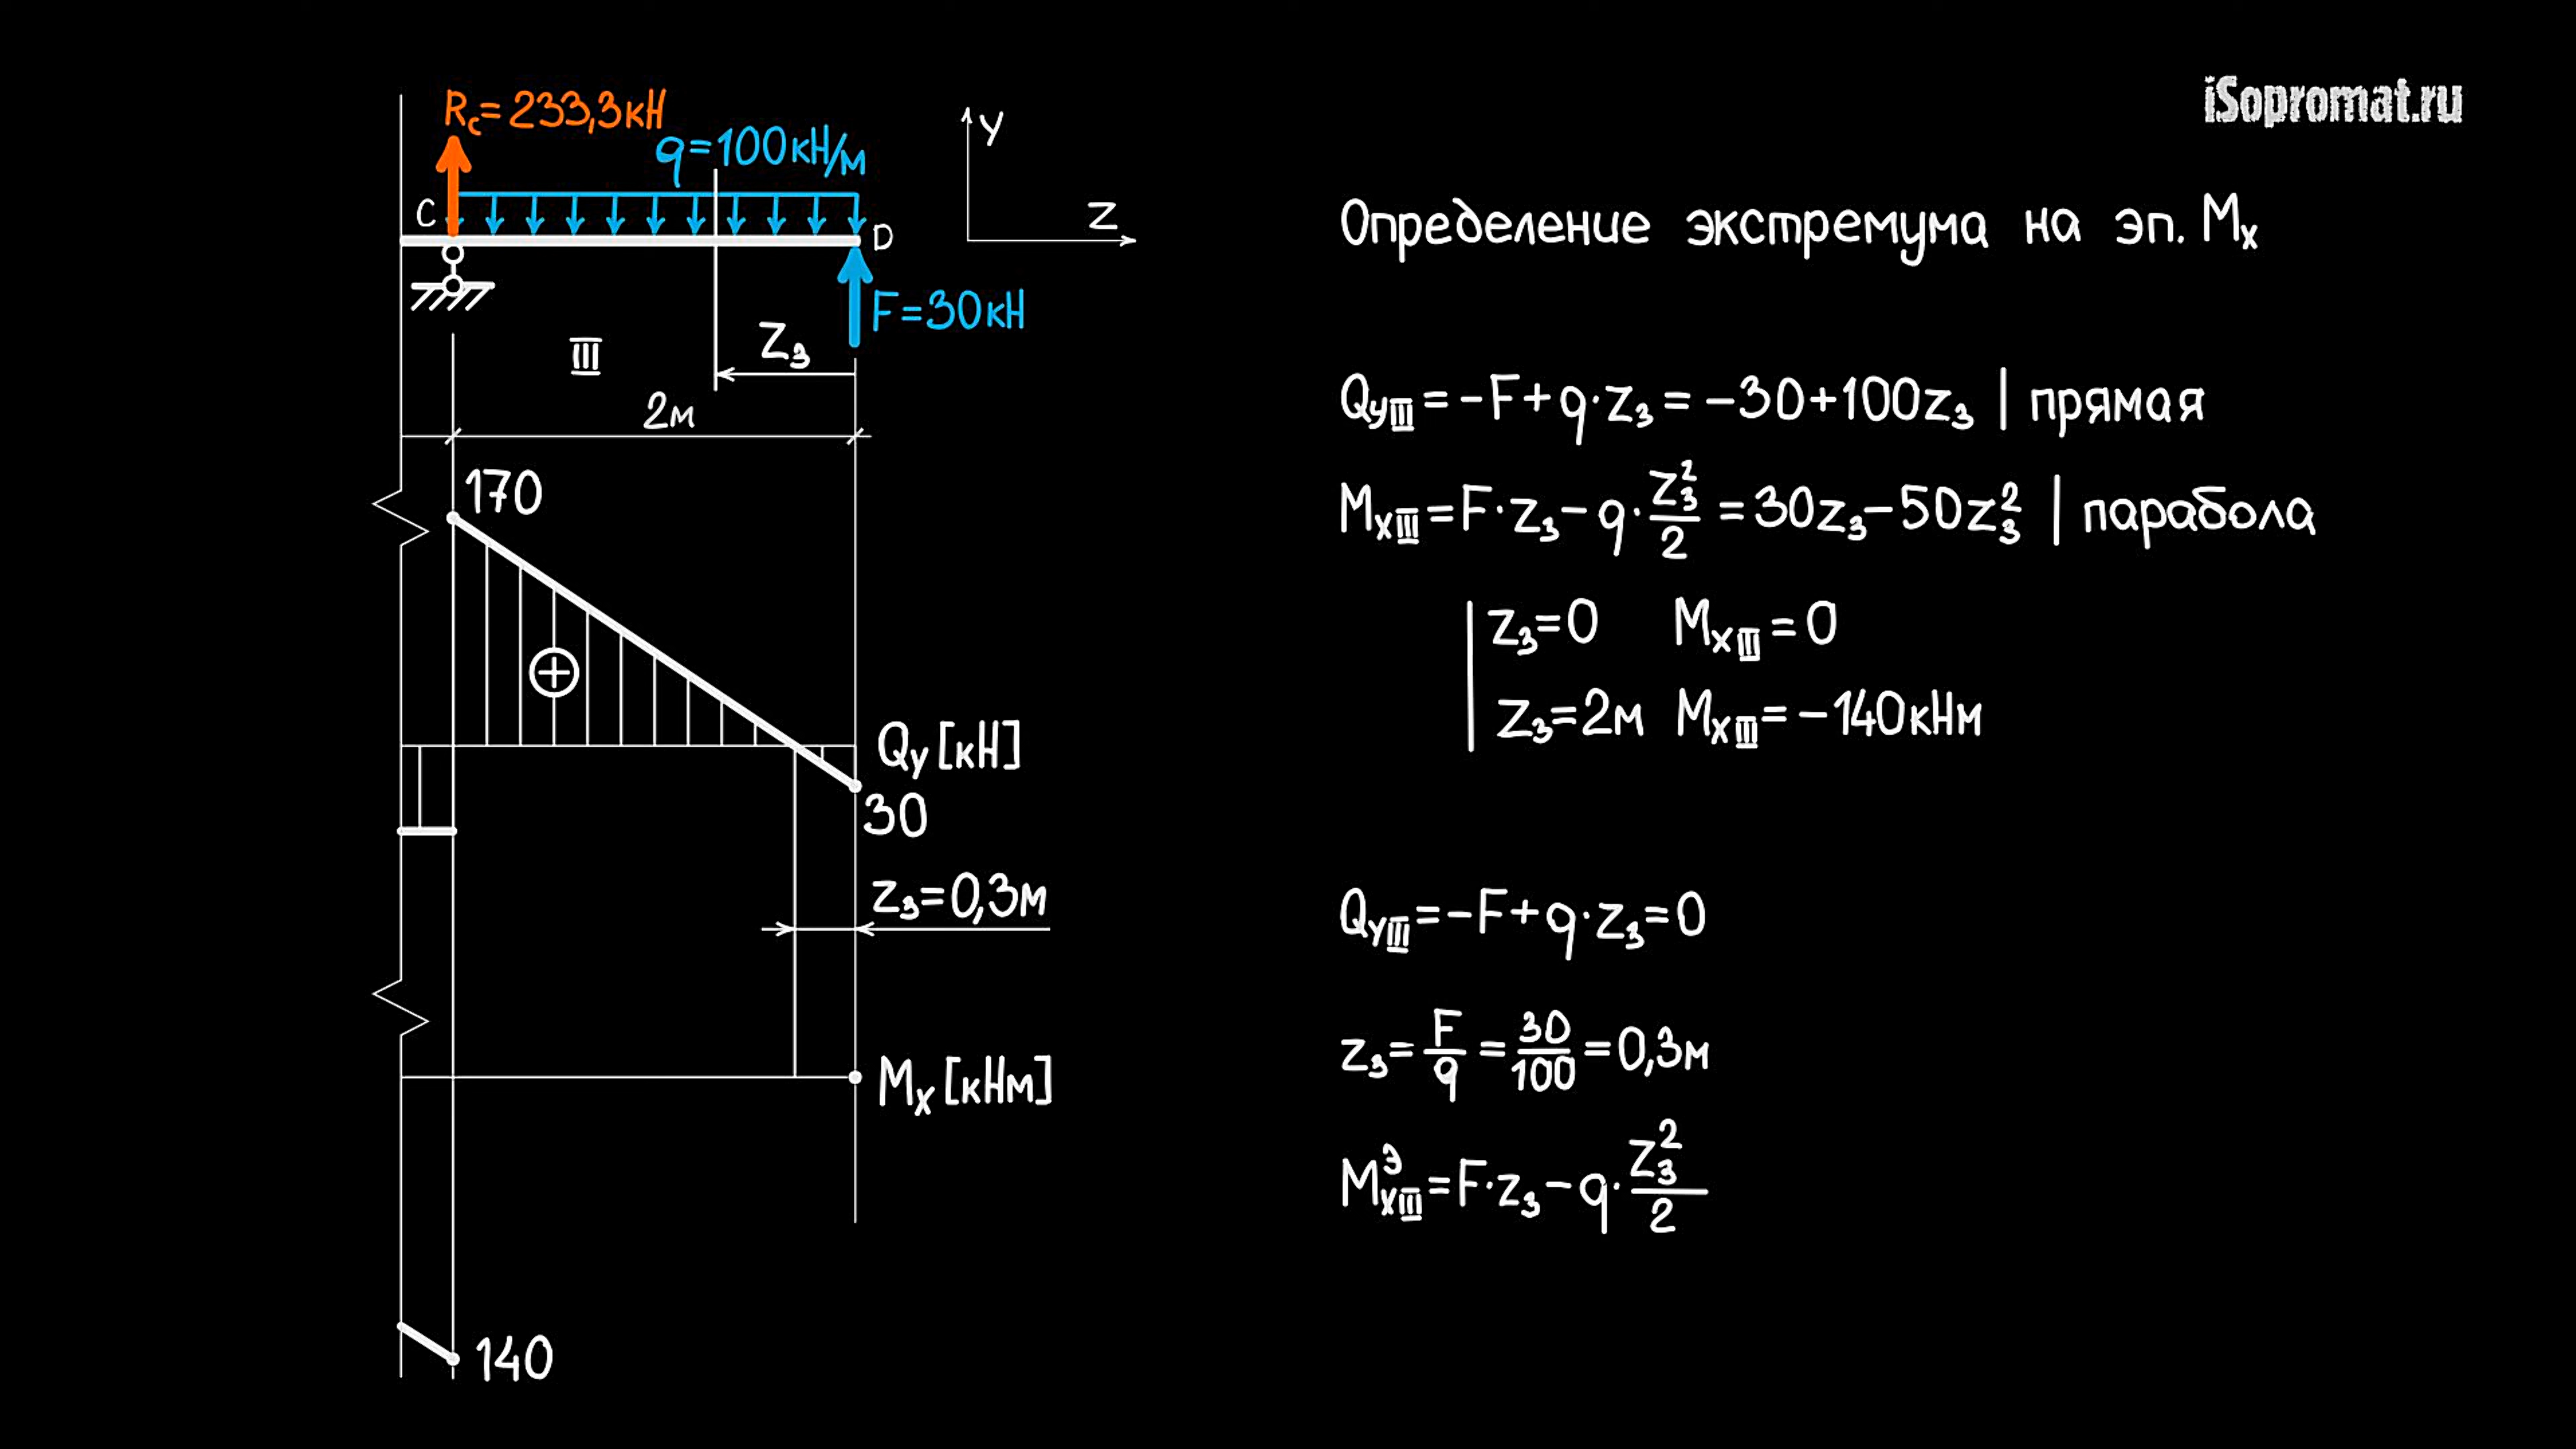 iSopromat.ru
R_c = 233,3кН
q = 100кН/м
y
z
C
D
F = 30кН
III
z₃
2м
170
+
Qy [кН]
30
z₃ = 0,3м
Mx [кНм]
140
Определение экстремума на эп. Mx
QyIII = -F + q·z₃ = -30 + 100z₃ | прямая
MxIII = F·z₃ - q·z₃²/2 = 30z₃ - 50z₃² | парабола
z₃ = 0 MxIII = 0
z₃ = 2м MxIII = -140кНм
QyIII = -F + q·z₃ = 0
z₃ = F/q = 30/100 = 0,3м
MэxIII = F·z₃ - q·z₃²/2